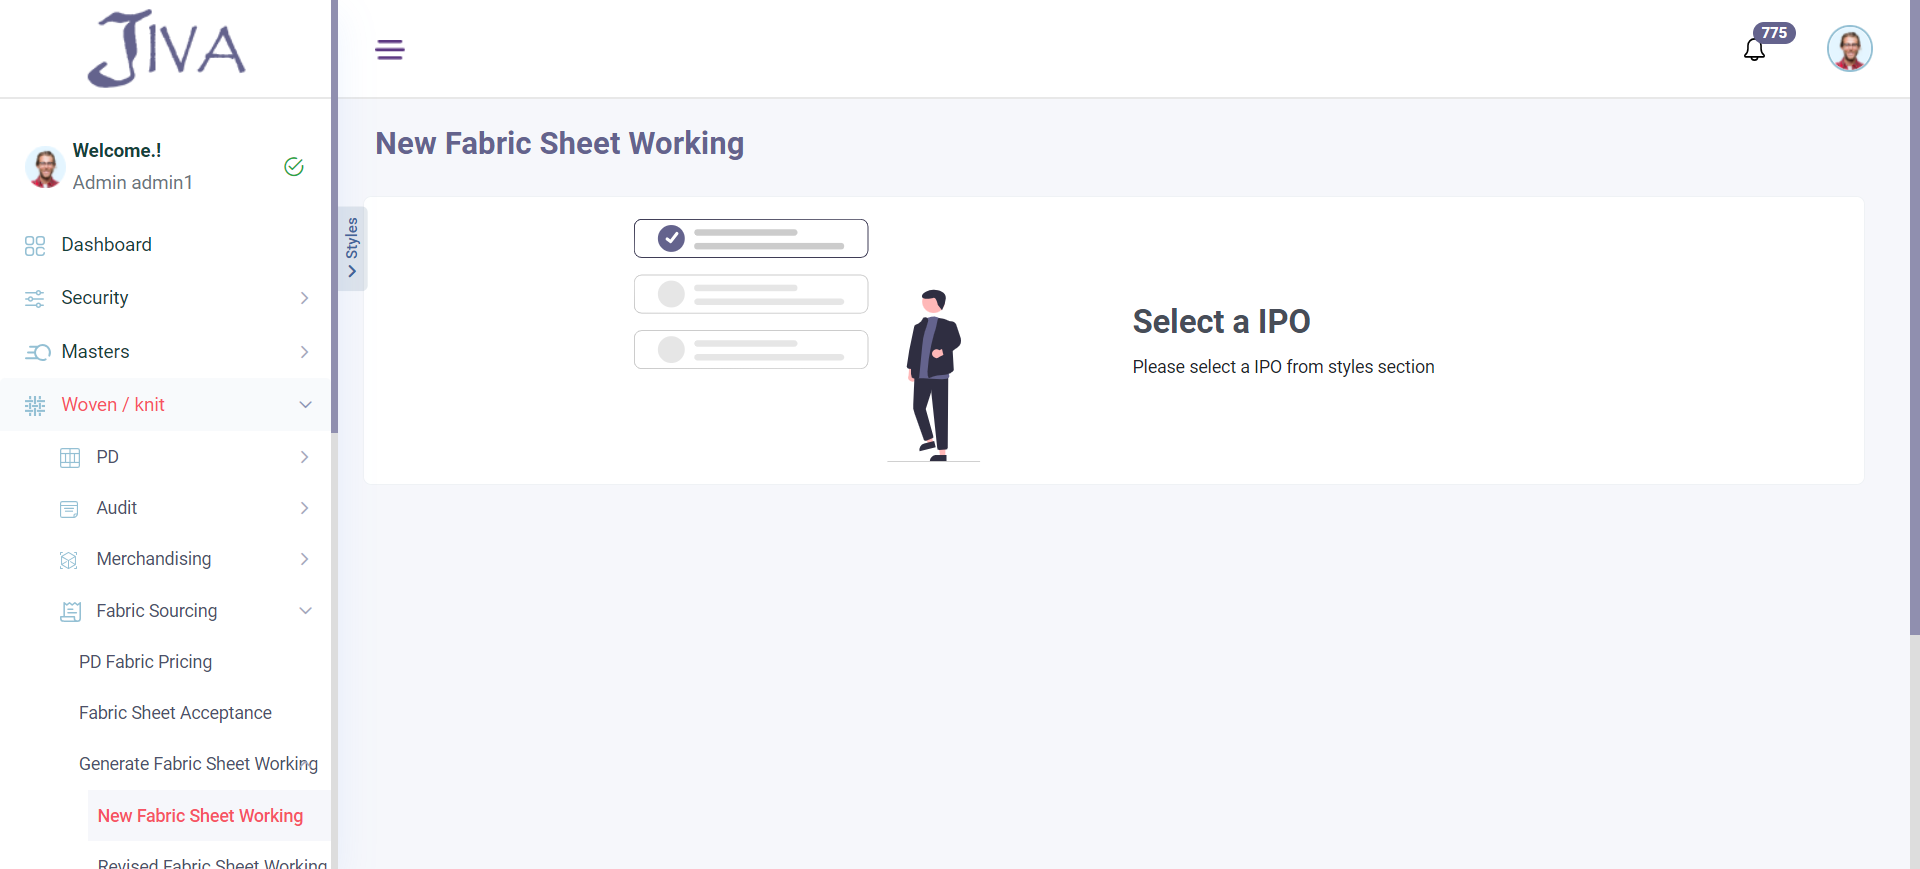 JIVA
775
Welcome.!
Admin admin1
Dashboard
Security
Masters
Woven / knit
PD
Audit
Merchandising
Fabric Sourcing
PD Fabric Pricing
Fabric Sheet Acceptance
Generate Fabric Sheet Working
New Fabric Sheet Working
Revised Fabric Sheet Working
Styles
New Fabric Sheet Working
Select a IPO
Please select a IPO from styles section